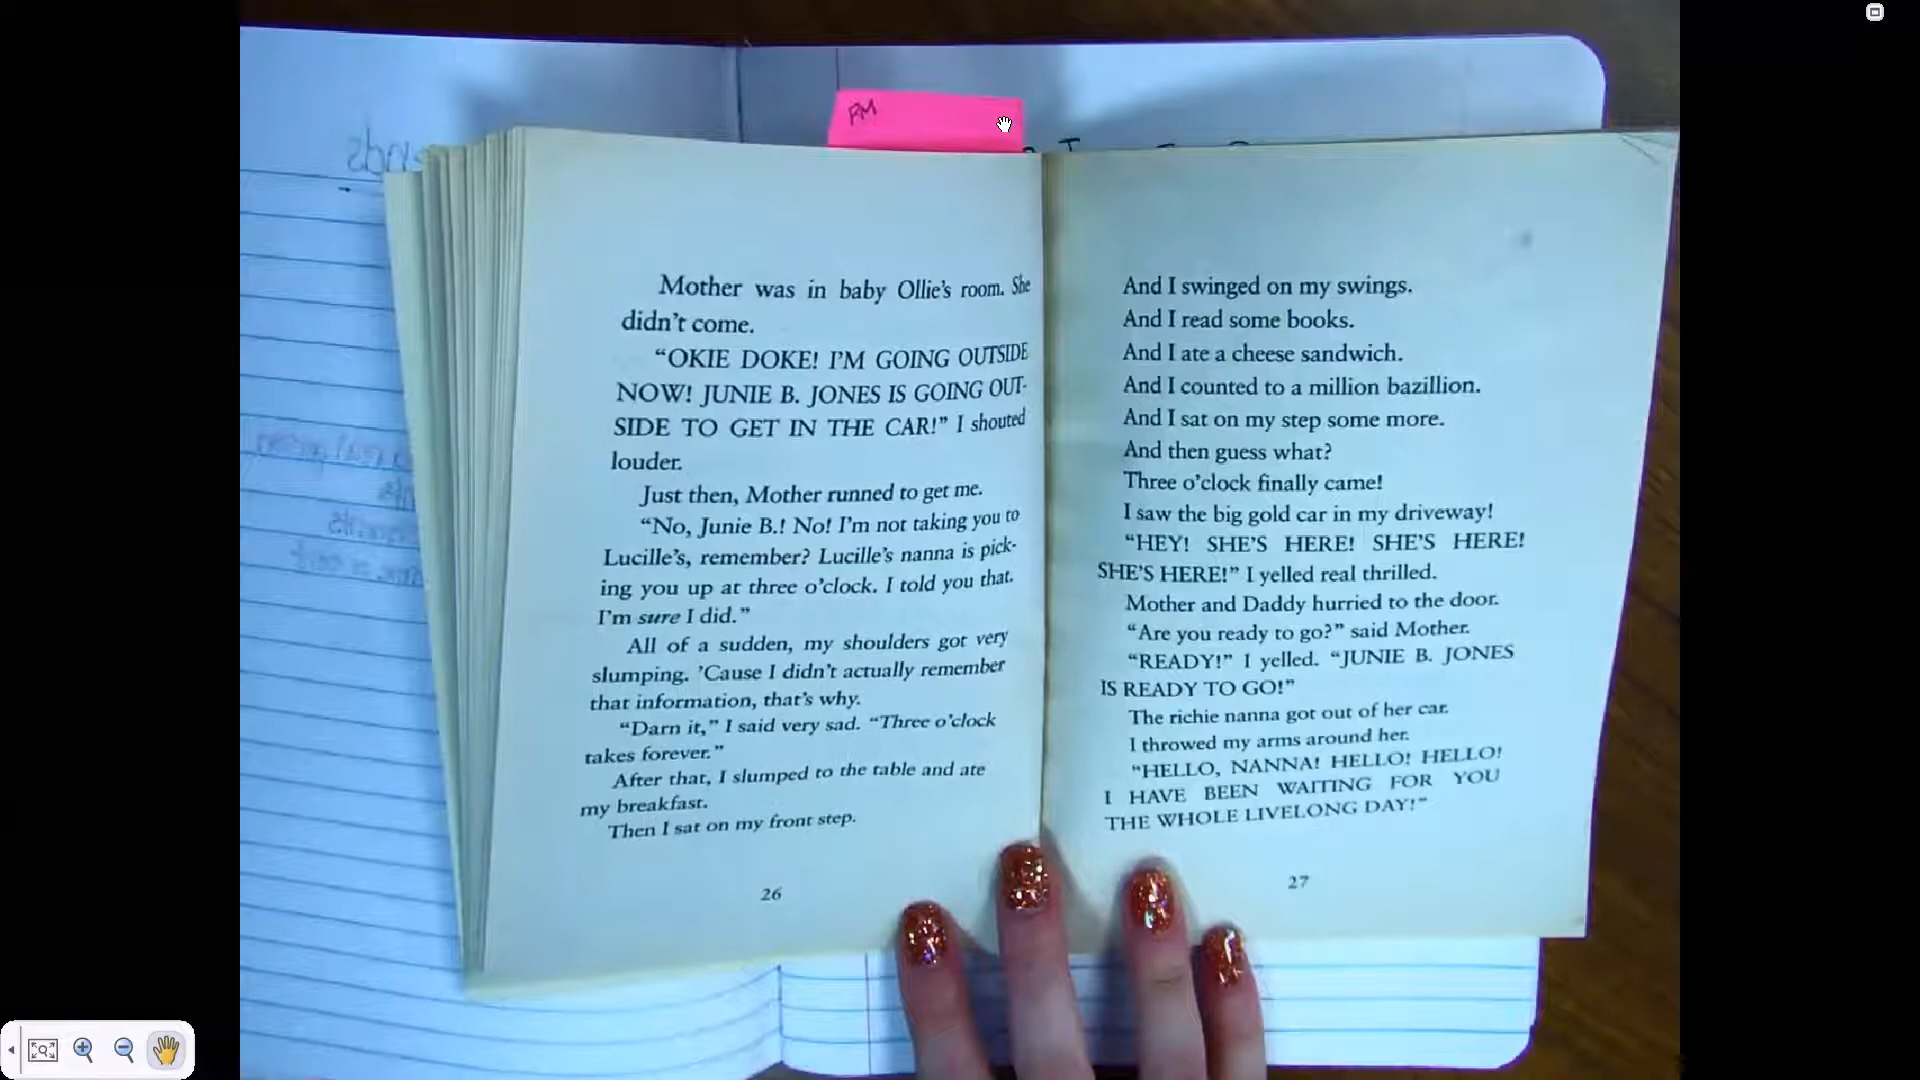 PM
Mother was in baby Ollie's room. She
didn't come.
"OKIE DOKE! I'M GOING OUTSIDE
NOW! JUNIE B. JONES IS GOING OUT-
SIDE TO GET IN THE CAR!" I shouted
louder.
Just then, Mother runned to get me.
"No, Junie B.! No! I'm not taking you to
Lucille's, remember? Lucille's nanna is pick-
ing you up at three o'clock. I told you that.
I'm sure I did."
All of a sudden, my shoulders got very
slumping. 'Cause I didn't actually remember
that information, that's why.
"Darn it," I said very sad. "Three o'clock
takes forever."
After that, I slumped to the table and ate
my breakfast.
Then I sat on my front step.
26
And I swinged on my swings.
And I read some books.
And I ate a cheese sandwich.
And I counted to a million bazillion.
And I sat on my step some more.
And then guess what?
Three o'clock finally came!
I saw the big gold car in my driveway!
"HEY! SHE'S HERE! SHE'S HERE!
SHE'S HERE!" I yelled real thrilled.
Mother and Daddy hurried to the door.
"Are you ready to go?" said Mother.
"READY!" I yelled. "JUNIE B. JONES
IS READY TO GO!"
The richie nanna got out of her car.
I throwed my arms around her.
"HELLO, NANNA! HELLO! HELLO!
I HAVE BEEN WAITING FOR YOU
THE WHOLE LIVELONG DAY!"
27